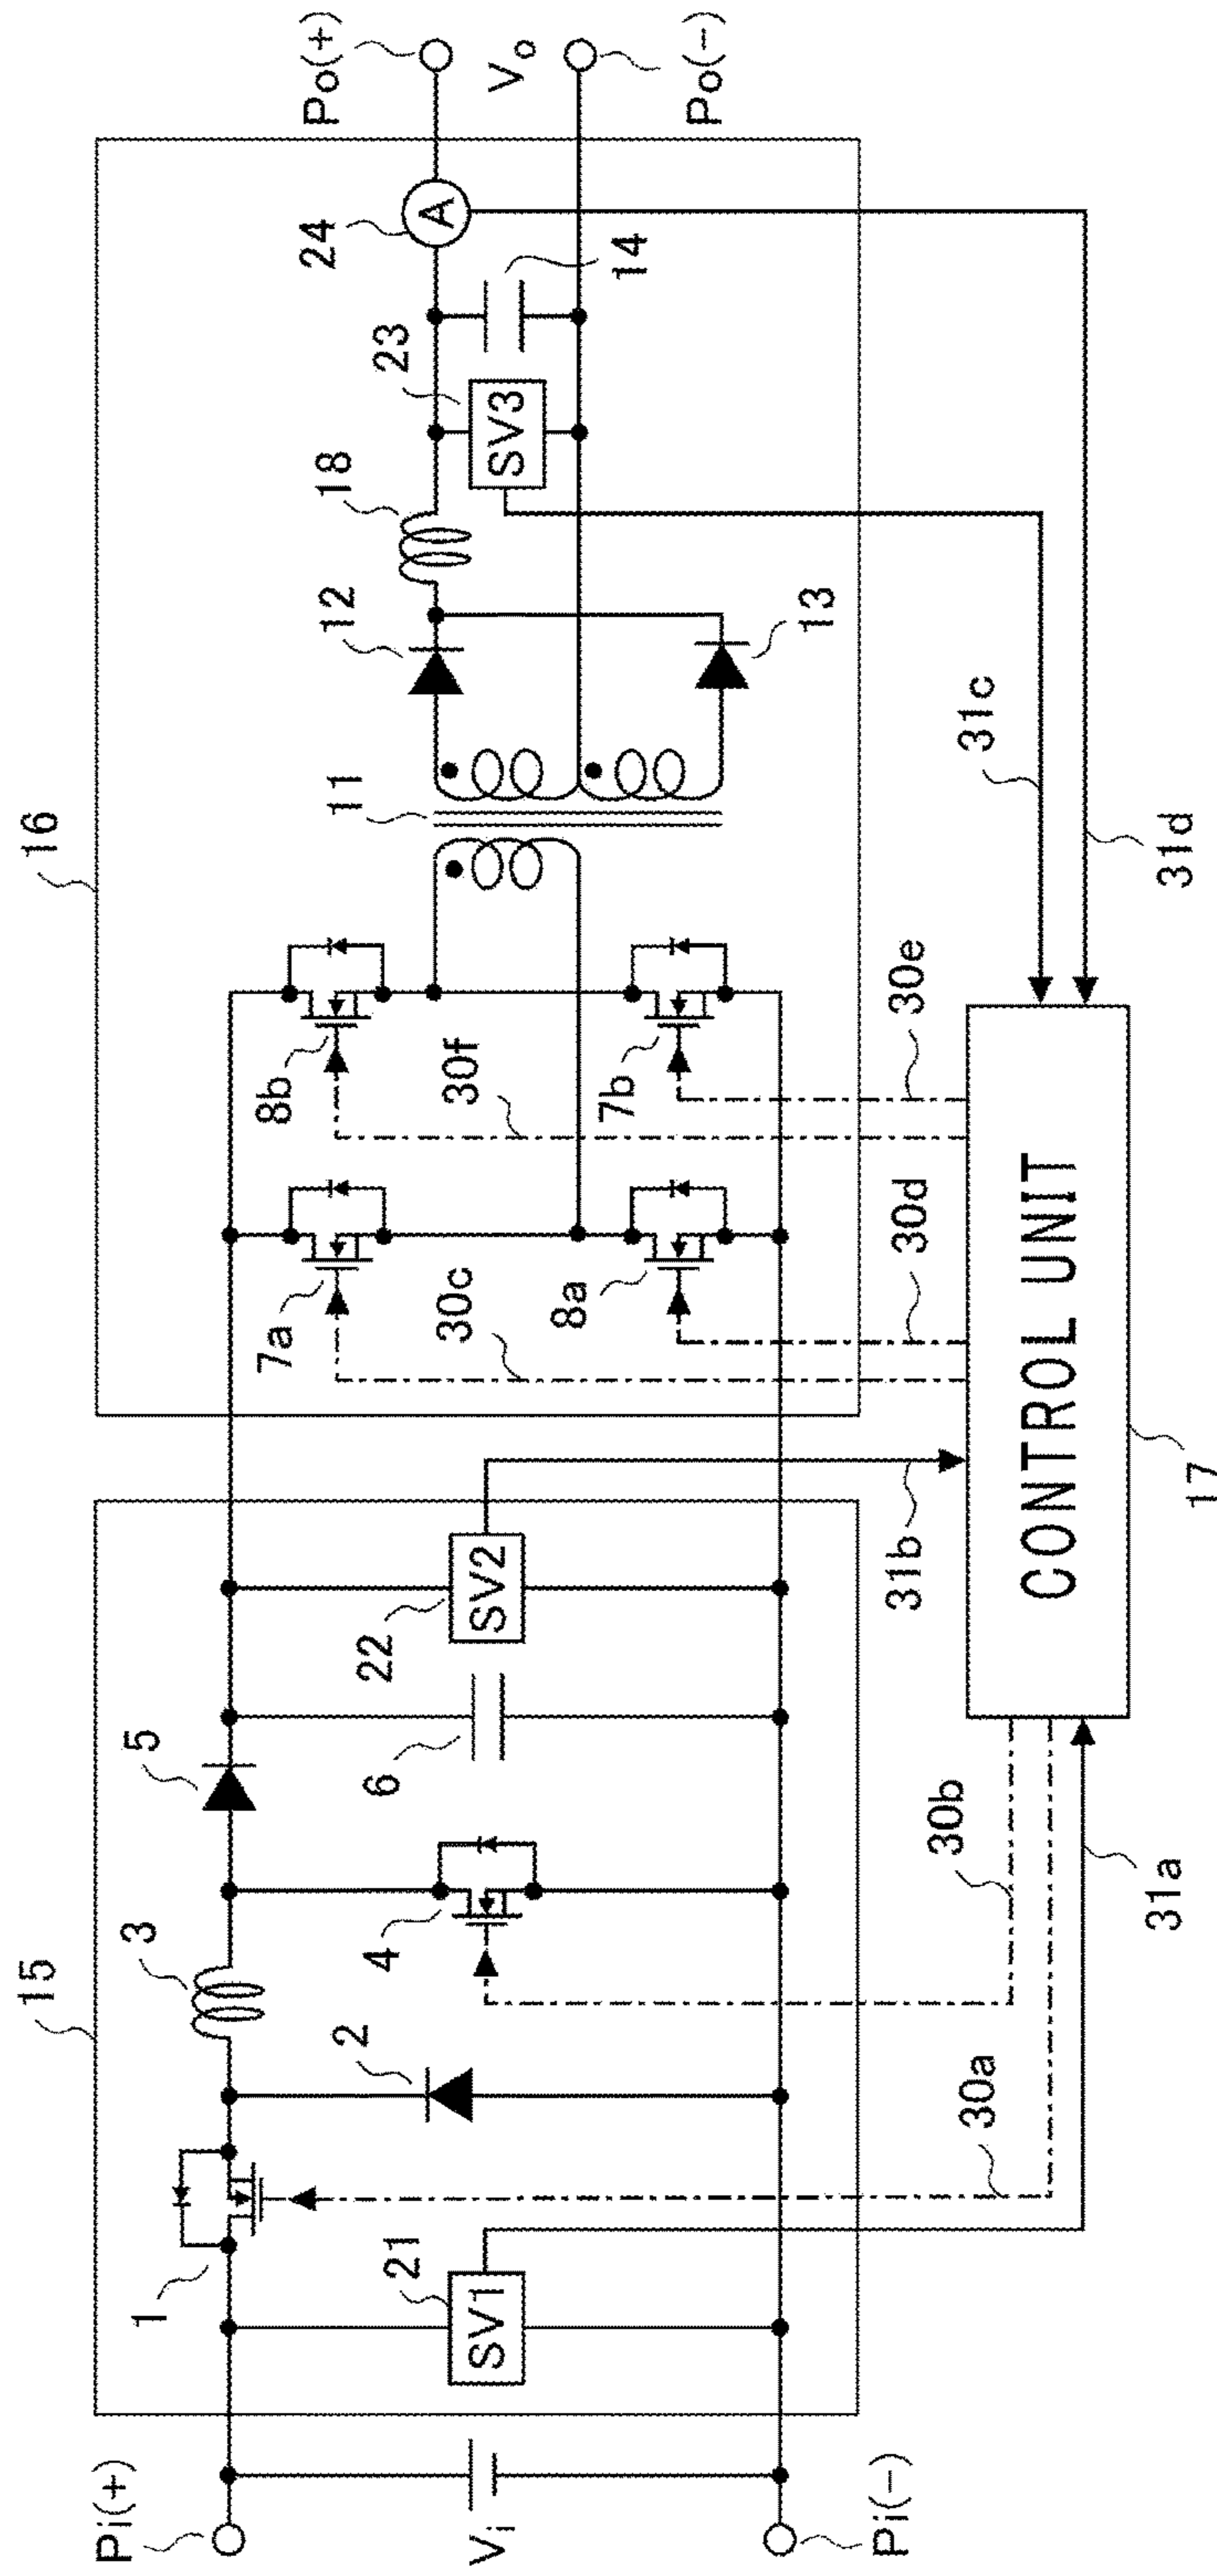 15
16
Pi(+)
Vi
Pi(-)
1
SV1
21
2
3
4
5
6
SV2
22
7a
8a
8b
7b
30c
30f
11
12
13
18
SV3
23
14
24
A
Po(+)
Vo
Po(-)
30a
31a
30b
31b
30d
30e
31c
31d
CONTROL UNIT
17